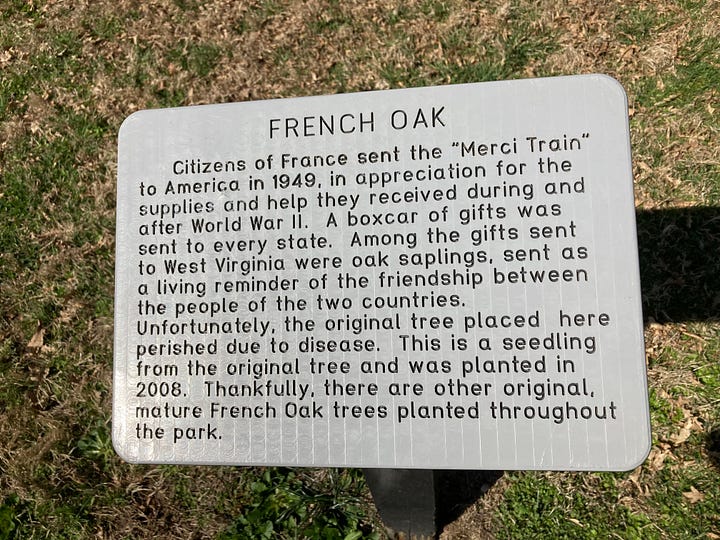 FRENCH OAK
Citizens of France sent the "Merci Train"
to America in 1949, in appreciation for the
supplies and help they received during and
after World War II. A boxcar of gifts was
sent to every state. Among the gifts sent
to West Virginia were oak saplings, sent as
a living reminder of the friendship between
the people of the two countries.
Unfortunately, the original tree placed here
perished due to disease. This is a seedling
from the original tree and was planted in
2008. Thankfully, there are other original,
mature French Oak trees planted throughout
the park.